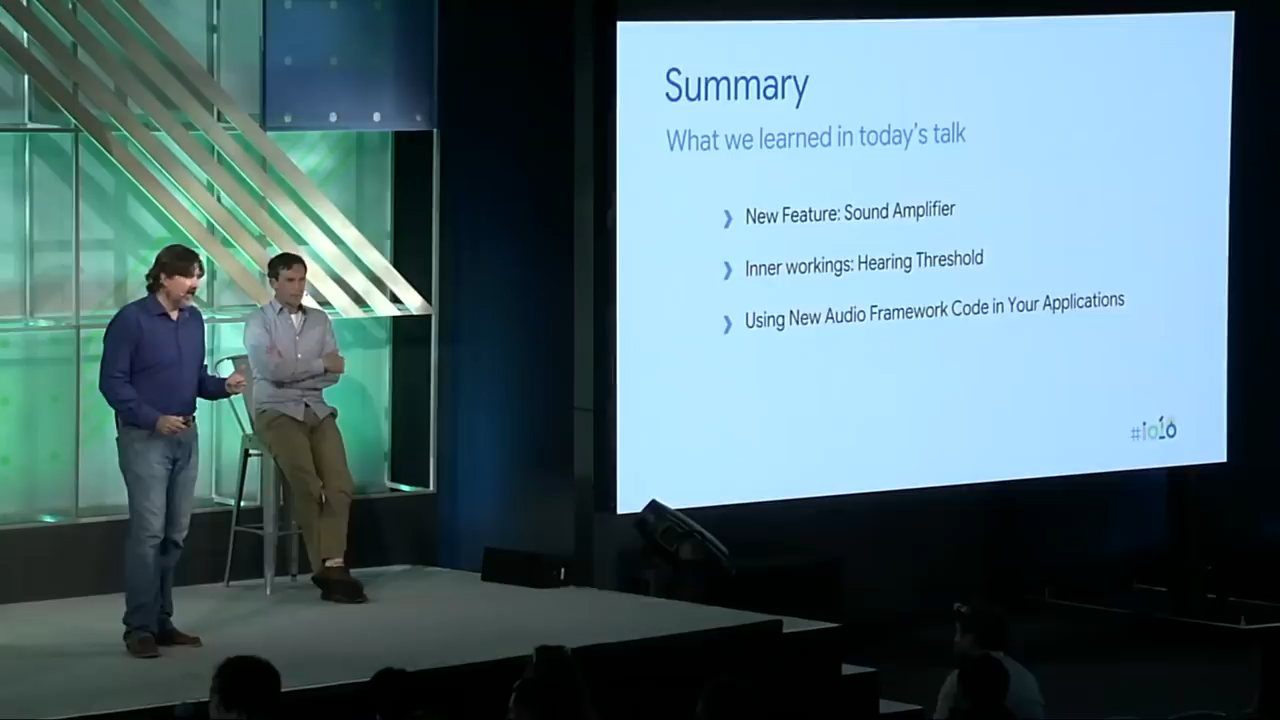 Summary
What we learned in today's talk
❯ New Feature: Sound Amplifier
❯ Inner workings: Hearing Threshold
❯ Using New Audio Framework Code in Your Applications
#io18